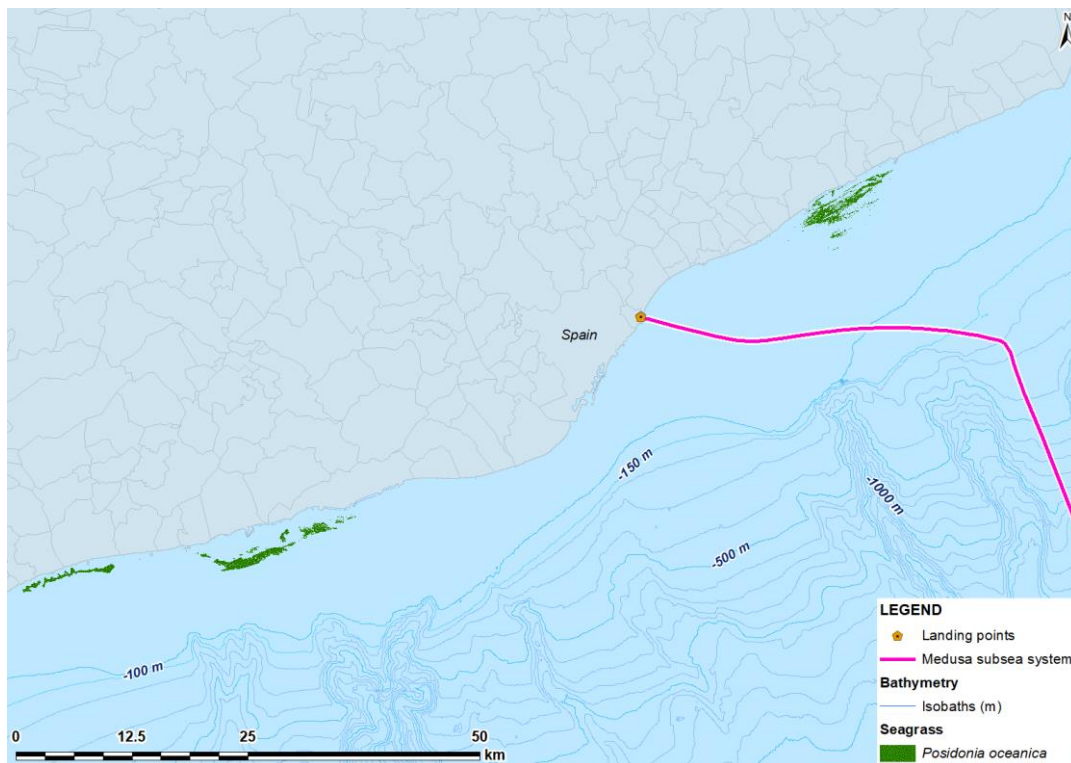 N
Spain
-150 m
-1000 m
-500 m
-100 m
LEGEND
Landing points
Medusa subsea system
Bathymetry
Isobaths (m)
Seagrass
Posidonia oceanica
0 12.5 25 50
km